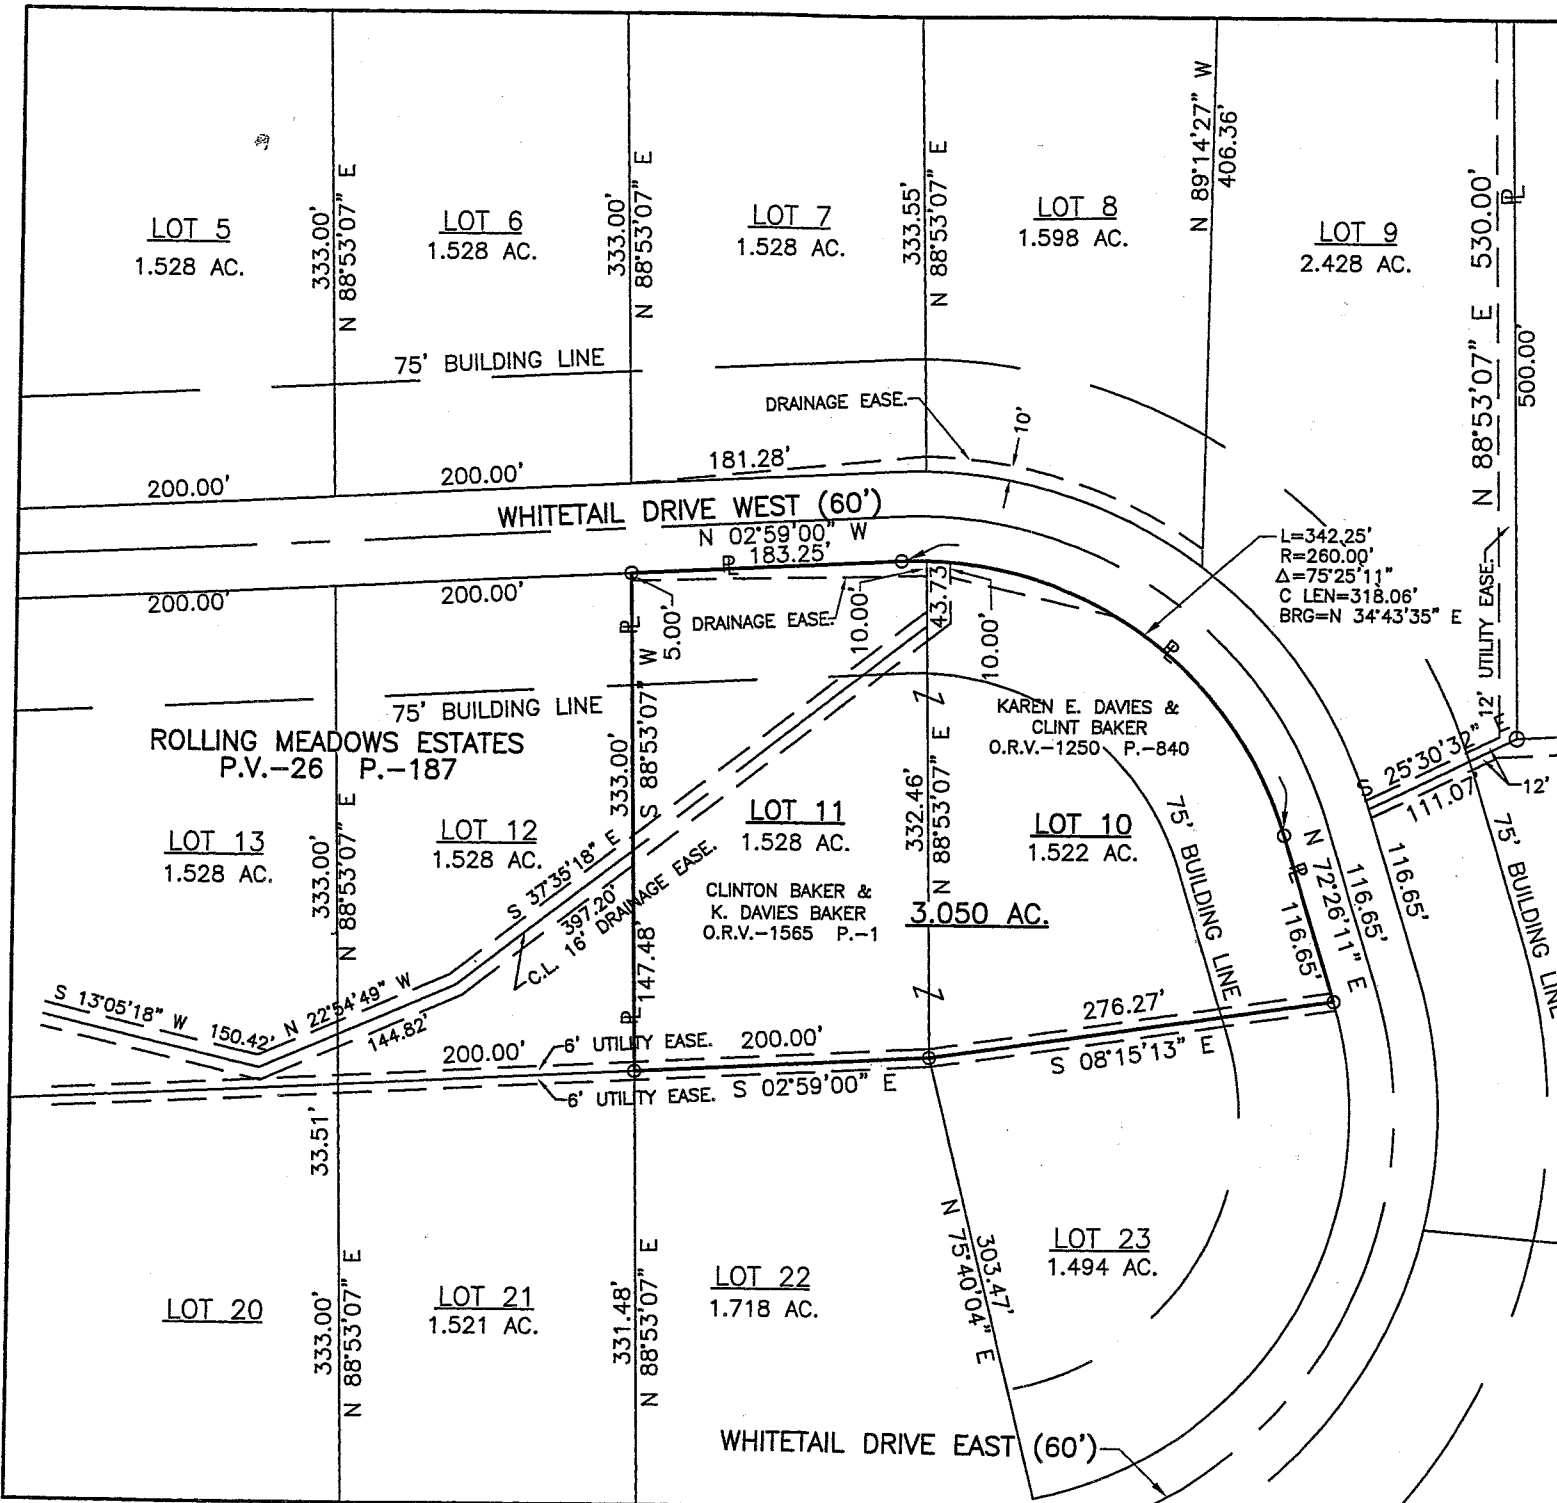 LOT 5
1.528 AC.
333.00'
N 88°53'07" E
LOT 6
1.528 AC.
333.00'
N 88°53'07" E
LOT 7
1.528 AC.
333.55'
N 88°53'07" E
LOT 8
1.598 AC.
N 89°14'27" W
406.36'
LOT 9
2.428 AC.
N 88°53'07" E 530.00'
PL
500.00'
75' BUILDING LINE
DRAINAGE EASE.
10'
200.00'
200.00'
181.28'
WHITETAIL DRIVE WEST (60')
N 02°59'00" W
183.25'
PL
200.00'
200.00'
L=342.25'
R=260.00'
Δ=75°25'11"
C LEN=318.06'
BRG=N 34°43'35" E
12' UTILITY EASE.
PL
5.00'
DRAINAGE EASE.
10.00'
43.73
10.00'
PL
75' BUILDING LINE
S 88°53'07" W
333.00'
KAREN E. DAVIES &
CLINT BAKER
O.R.V.-1250 P.-840
ROLLING MEADOWS ESTATES
P.V.-26 P.-187
S 25°30'32" E
111.07'
12'
LOT 13
1.528 AC.
333.00'
N 88°53'07" E
LOT 12
1.528 AC.
S 37°35'18" E
397.20'
C.L. 16' DRAINAGE EASE.
LOT 11
1.528 AC.
332.46'
N 88°53'07" E
LOT 10
1.522 AC.
75' BUILDING LINE
CLINTON BAKER &
K. DAVIES BAKER
O.R.V.-1565 P.-1
3.050 AC.
PL
116.65'
N 72°26'11" E
116.65'
116.65'
75' BUILDING LINE
147.48'
PL
S 13°05'18" W
150.42'
N 22°54'49" W
144.82'
200.00'
6' UTILITY EASE.
200.00'
276.27'
S 08°15'13" E
6' UTILITY EASE.
S 02°59'00" E
33.51'
N 75°40'04" E
303.47'
LOT 23
1.494 AC.
LOT 20
333.00'
N 88°53'07" E
LOT 21
1.521 AC.
331.48'
N 88°53'07" E
LOT 22
1.718 AC.
WHITETAIL DRIVE EAST (60')